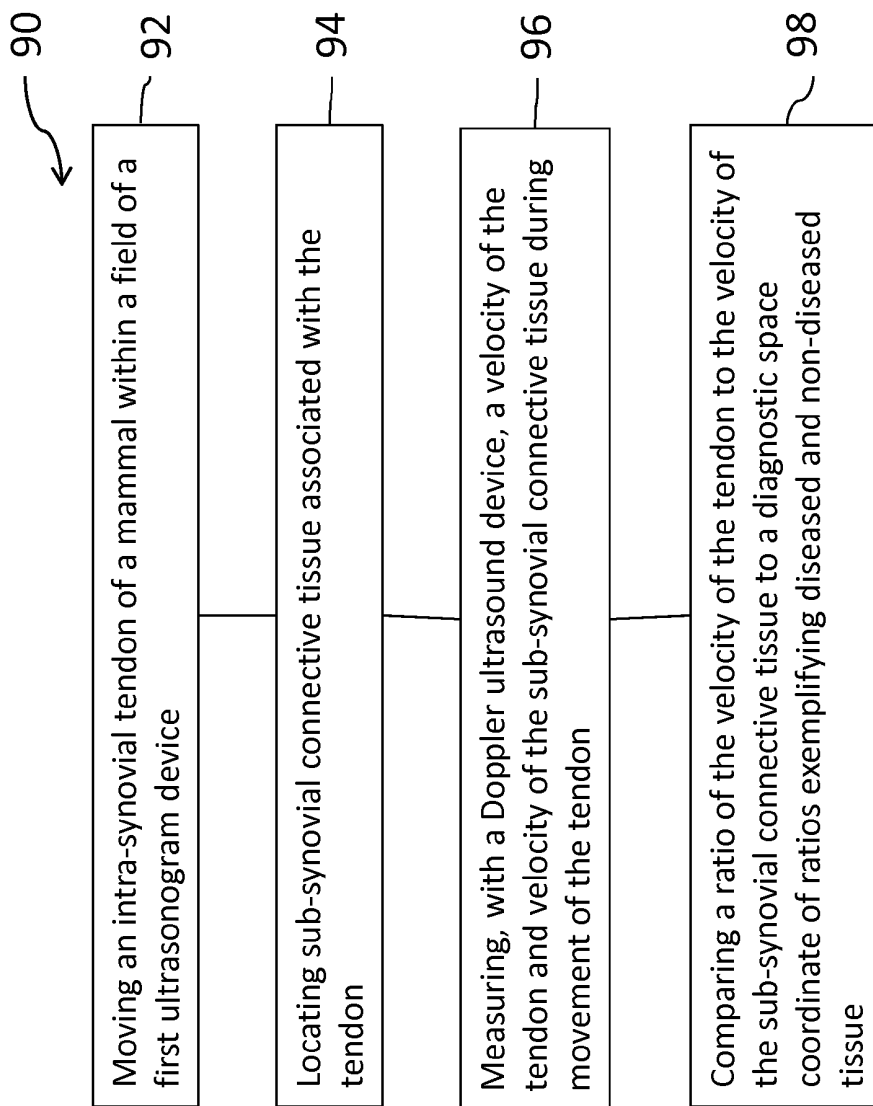 90
92
Moving an intra-synovial tendon of a mammal within a field of a
first ultrasonogram device
94
Locating sub-synovial connective tissue associated with the
tendon
96
Measuring, with a Doppler ultrasound device, a velocity of the
tendon and velocity of the sub-synovial connective tissue during
movement of the tendon
98
Comparing a ratio of the velocity of the tendon to the velocity of
the sub-synovial connective tissue to a diagnostic space
coordinate of ratios exemplifying diseased and non-diseased
tissue